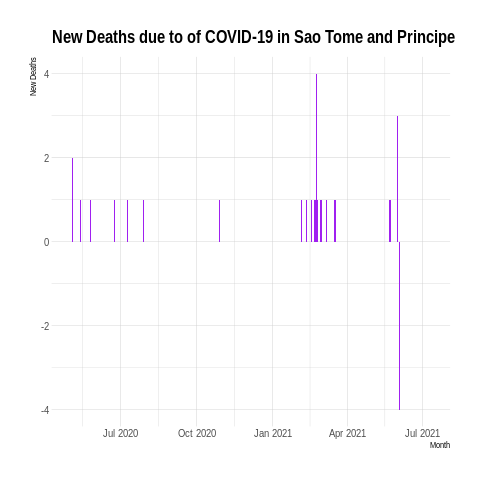 New Deaths due to of COVID-19 in Sao Tome and Principe
New Deaths
4
2
0
-2
-4
Jul 2020 Oct 2020 Jan 2021 Apr 2021 Jul 2021
Month